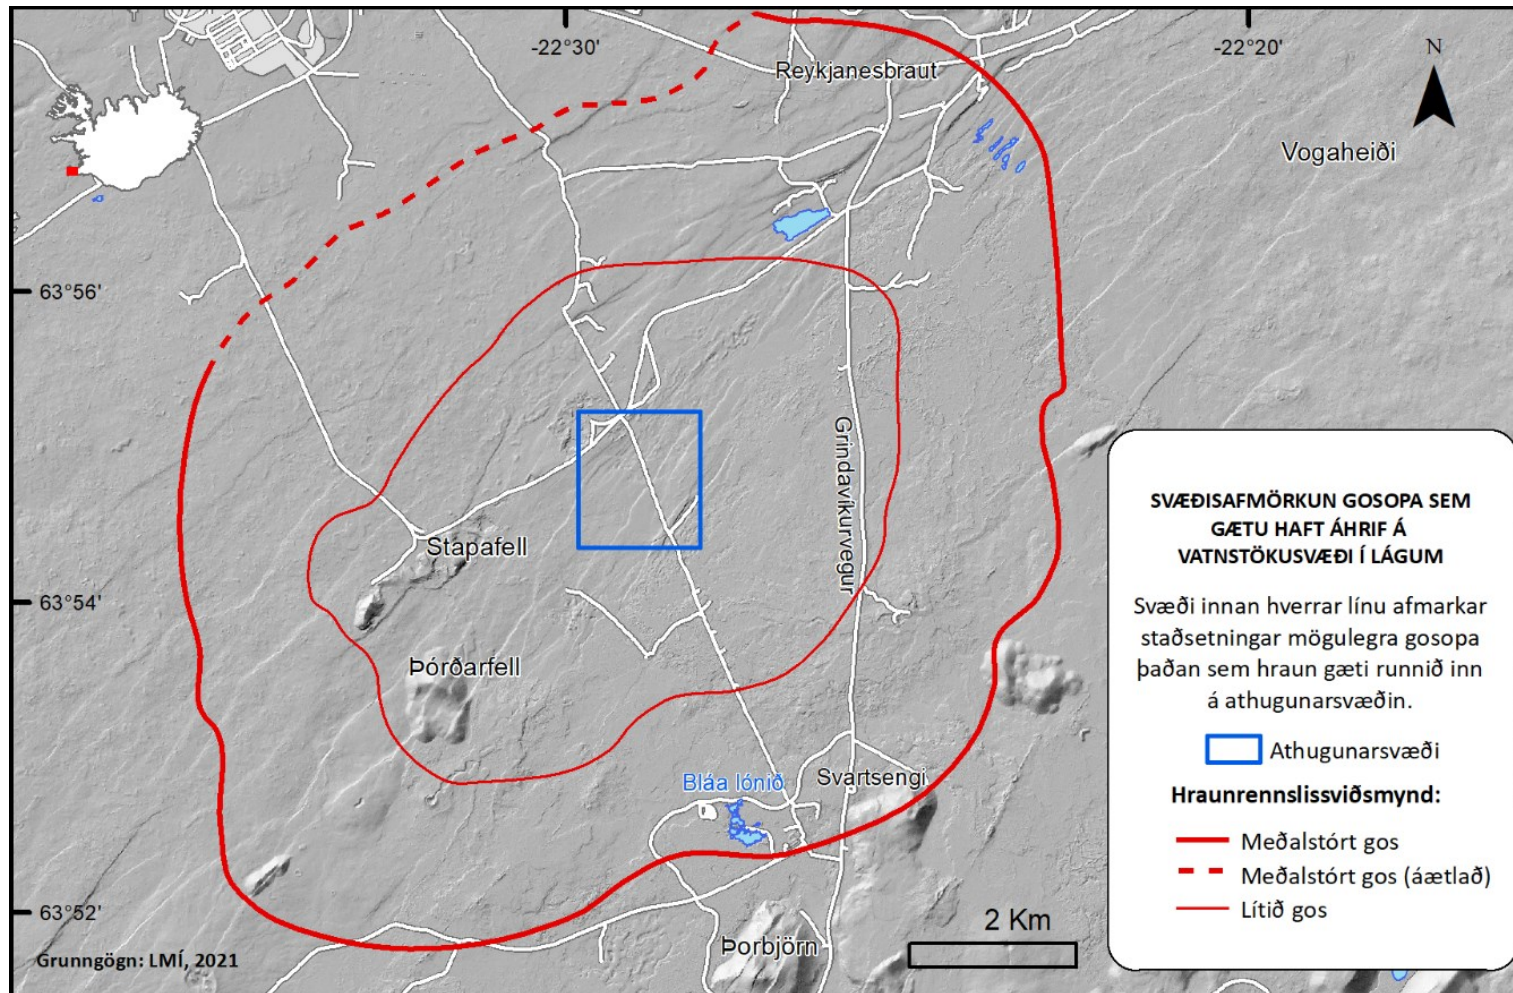 -22°30'
-22°20'
N
Reykjanesbraut
Vogaheiði
63°56'
Grindavíkurvegur
Stapafell
63°54'
Þórðarfell
Bláa lónið
Svartsengi
63°52'
Þorbjörn
2 Km
Grunngögn: LMÍ, 2021
SVÆÐISAFMÖRKUN GOSOPA SEM
GÆTU HAFT ÁHRIF Á
VATNSTÖKUSVÆÐI Í LÁGUM
Svæði innan hverrar línu afmarkar
staðsetningar mögulegra gosopa
þaðan sem hraun gæti runnið inn
á athugunarsvæðin.
Athugunarsvæði
Hraunrennslissviðsmynd:
Meðalstórt gos
Meðalstórt gos (áætlað)
Lítið gos